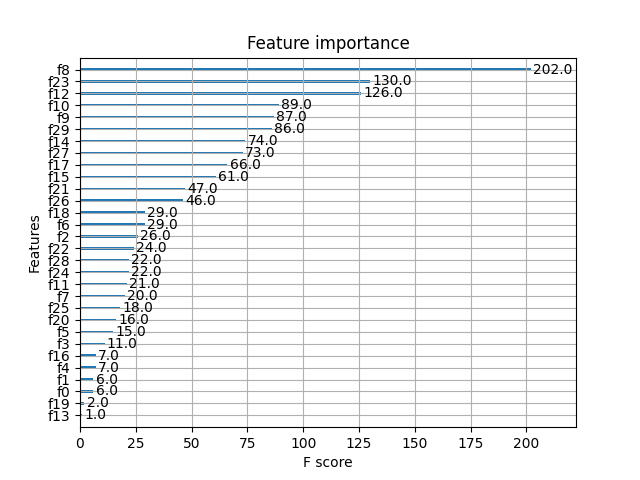 Feature importance
f8 202.0
f23 130.0
f12 126.0
f10 89.0
f9 87.0
f29 86.0
f14 74.0
f27 73.0
f17 66.0
f15 61.0
f21 47.0
f26 46.0
f18 29.0
f6 29.0
f2 26.0
f22 24.0
f28 22.0
f24 22.0
f11 21.0
f7 20.0
f25 18.0
f20 16.0
f5 15.0
f3 11.0
f16 7.0
f4 7.0
f1 6.0
f0 6.0
f19 2.0
f13 1.0
Features
0 25 50 75 100 125 150 175 200
F score